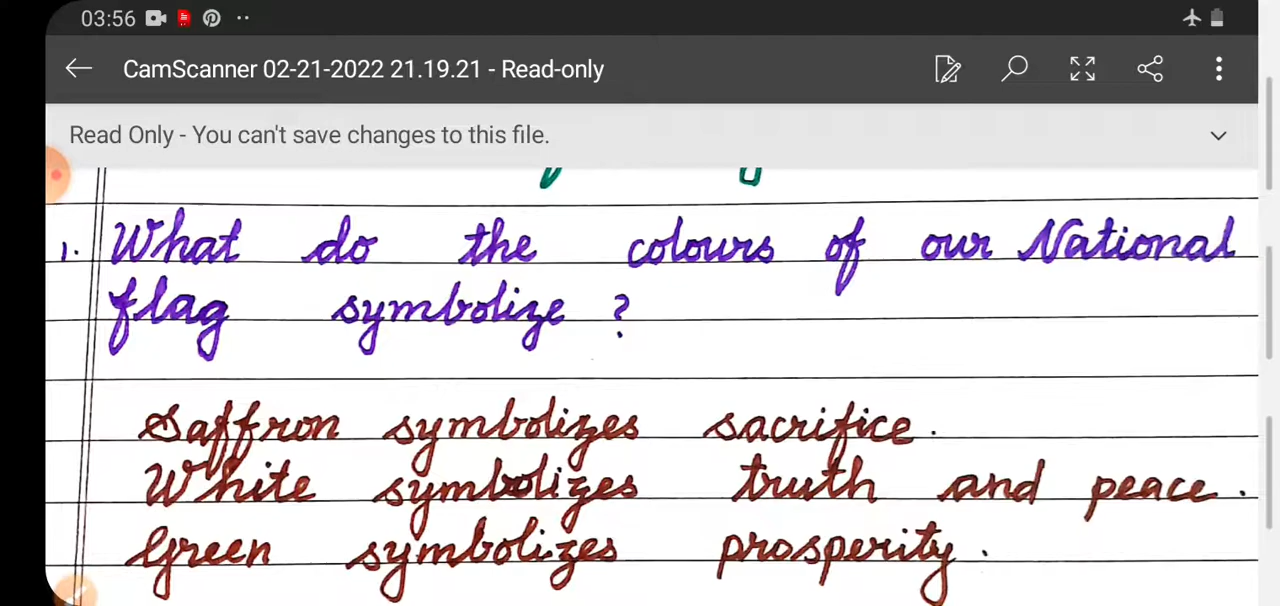 03:56
CamScanner 02-21-2022 21.19.21 - Read-only
Read Only - You can't save changes to this file.
1. What do the colours of our National
flag symbolize ?
Saffron symbolizes sacrifice.
White symbolizes truth and peace.
Green symbolizes prosperity.